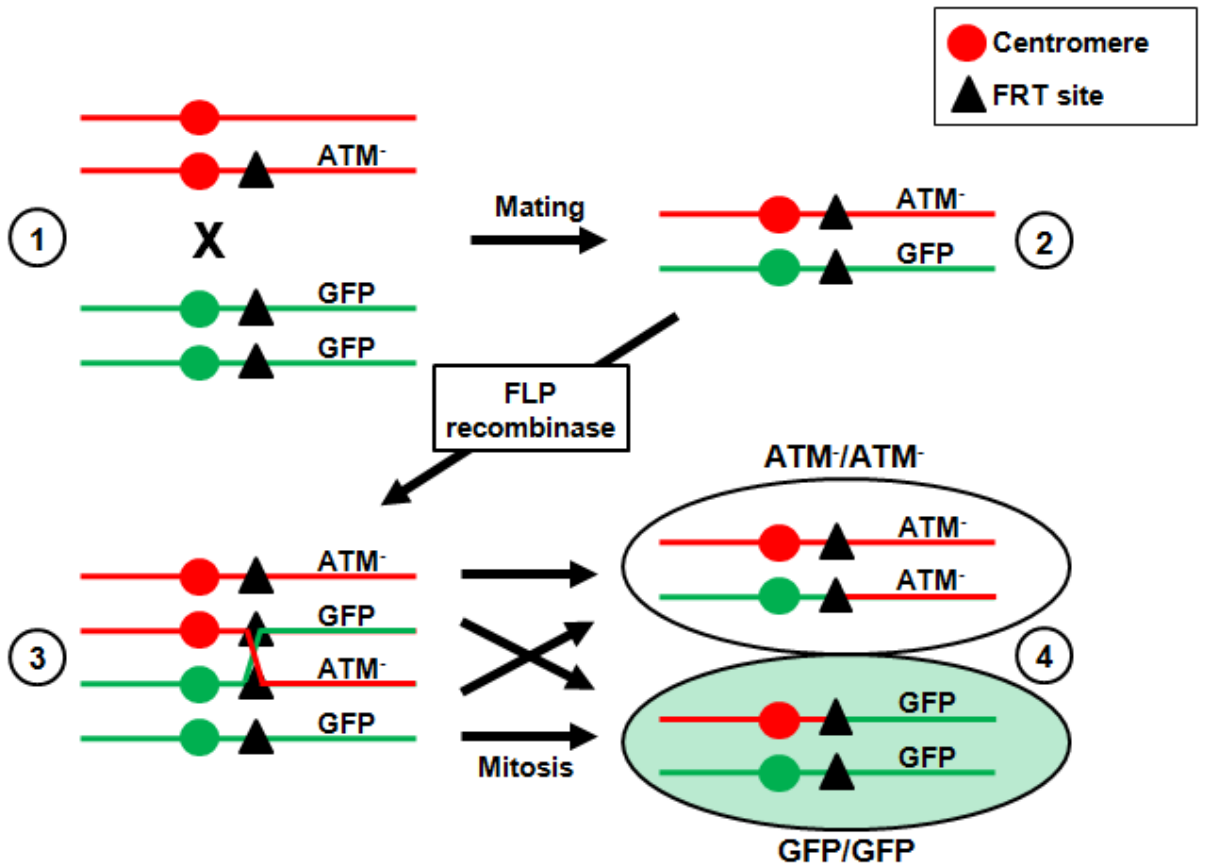 Centromere
FRT site
ATM-
1
X
GFP
GFP
Mating
ATM-
GFP
2
FLP
recombinase
3
ATM-
GFP
ATM-
GFP
Mitosis
ATM-/ATM-
ATM-
ATM-
4
GFP
GFP
GFP/GFP